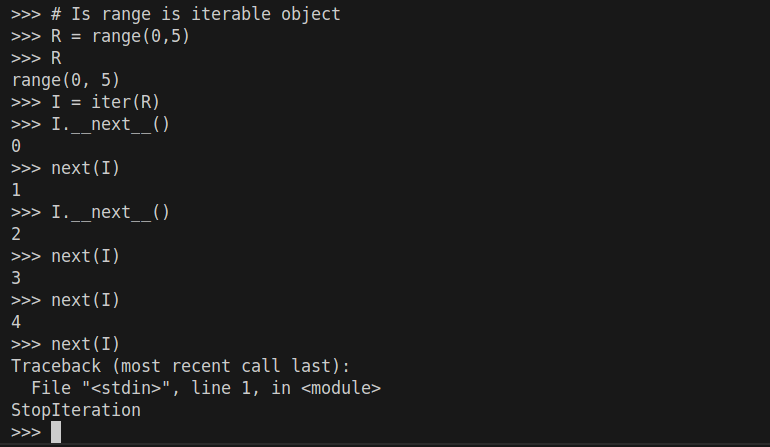 >>> # Is range is iterable object
>>> R = range(0,5)
>>> R
range(0, 5)
>>> I = iter(R)
>>> I.__next__()
0
>>> next(I)
1
>>> I.__next__()
2
>>> next(I)
3
>>> next(I)
4
>>> next(I)
Traceback (most recent call last):
  File "<stdin>", line 1, in <module>
StopIteration
>>>